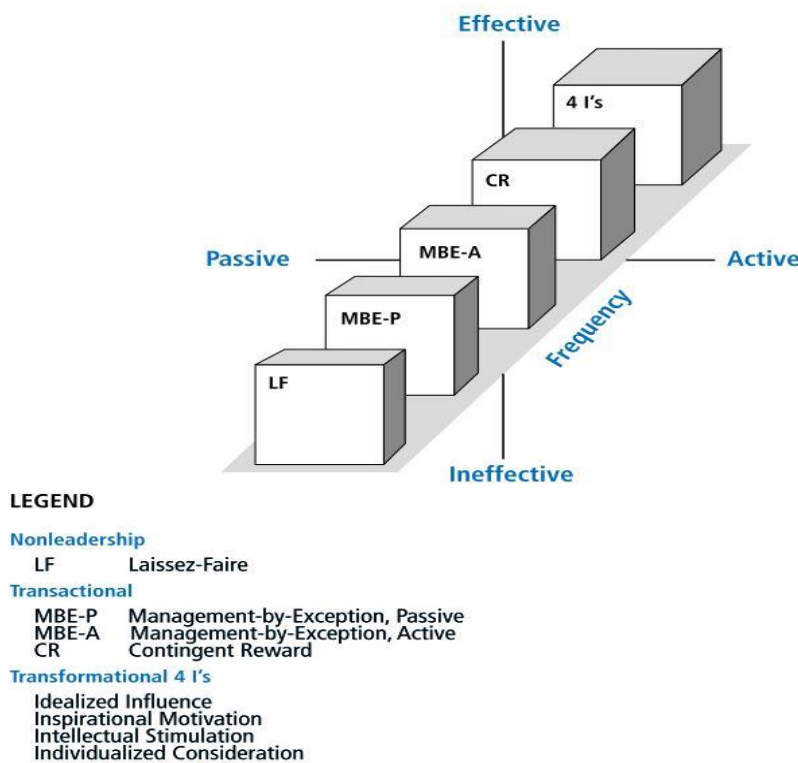 Effective
4 I's
CR
Passive
MBE-A
Active
MBE-P
Frequency
LF
Ineffective
LEGEND
Nonleadership
LF Laissez-Faire
Transactional
MBE-P Management-by-Exception, Passive
MBE-A Management-by-Exception, Active
CR Contingent Reward
Transformational 4 I's
Idealized Influence
Inspirational Motivation
Intellectual Stimulation
Individualized Consideration